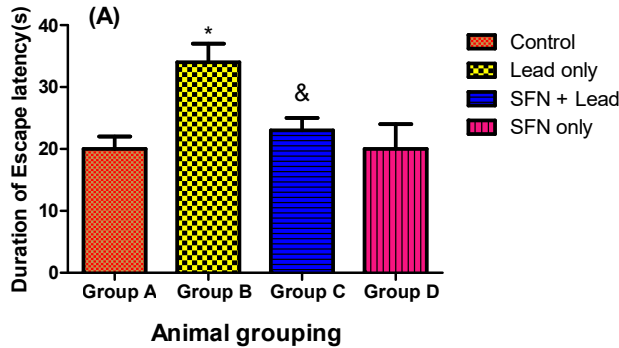 (A)
Duration of Escape latency(s)
40
30
20
10
0
*
&
Group A
Group B
Group C
Group D
Animal grouping
Control
Lead only
SFN + Lead
SFN only